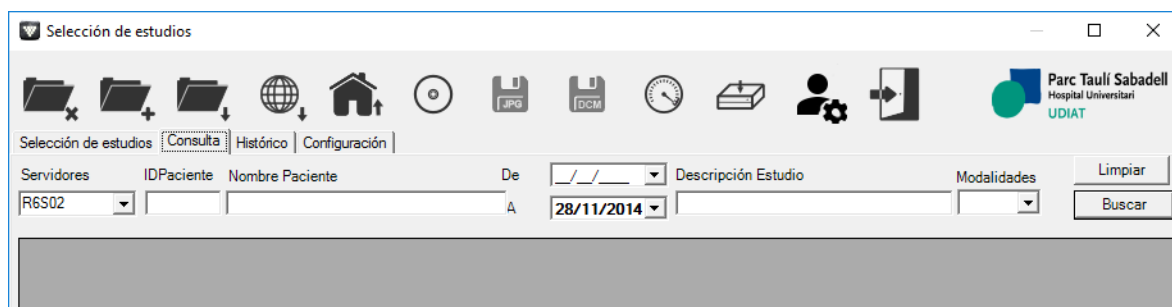 Selección de estudios
JPG
DCM
Parc Taulí Sabadell
Hospital Universitari
UDIAT
Selección de estudios Consulta Histórico Configuración
Servidores IDPaciente Nombre Paciente De __/__/____ Descripción Estudio Modalidades Limpiar
R6S02 A 28/11/2014 Buscar